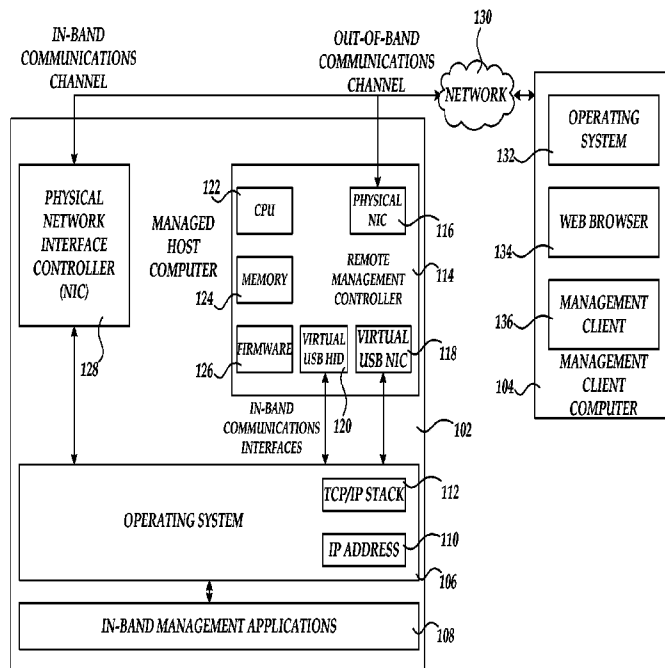 IN-BAND
COMMUNICATIONS
CHANNEL
OUT-OF-BAND
COMMUNICATIONS
CHANNEL
130
NETWORK
OPERATING
SYSTEM
132
WEB BROWSER
134
MANAGEMENT
CLIENT
136
MANAGEMENT
CLIENT
COMPUTER
104
PHYSICAL
NETWORK
INTERFACE
CONTROLLER
(NIC)
128
MANAGED
HOST
COMPUTER
122
CPU
PHYSICAL
NIC
116
MEMORY
124
REMOTE
MANAGEMENT
CONTROLLER
114
FIRMWARE
126
VIRTUAL
USB HID
120
VIRTUAL
USB NIC
118
IN-BAND
COMMUNICATIONS
INTERFACES
102
OPERATING SYSTEM
TCP/IP STACK
112
IP ADDRESS
110
106
IN-BAND MANAGEMENT APPLICATIONS
108